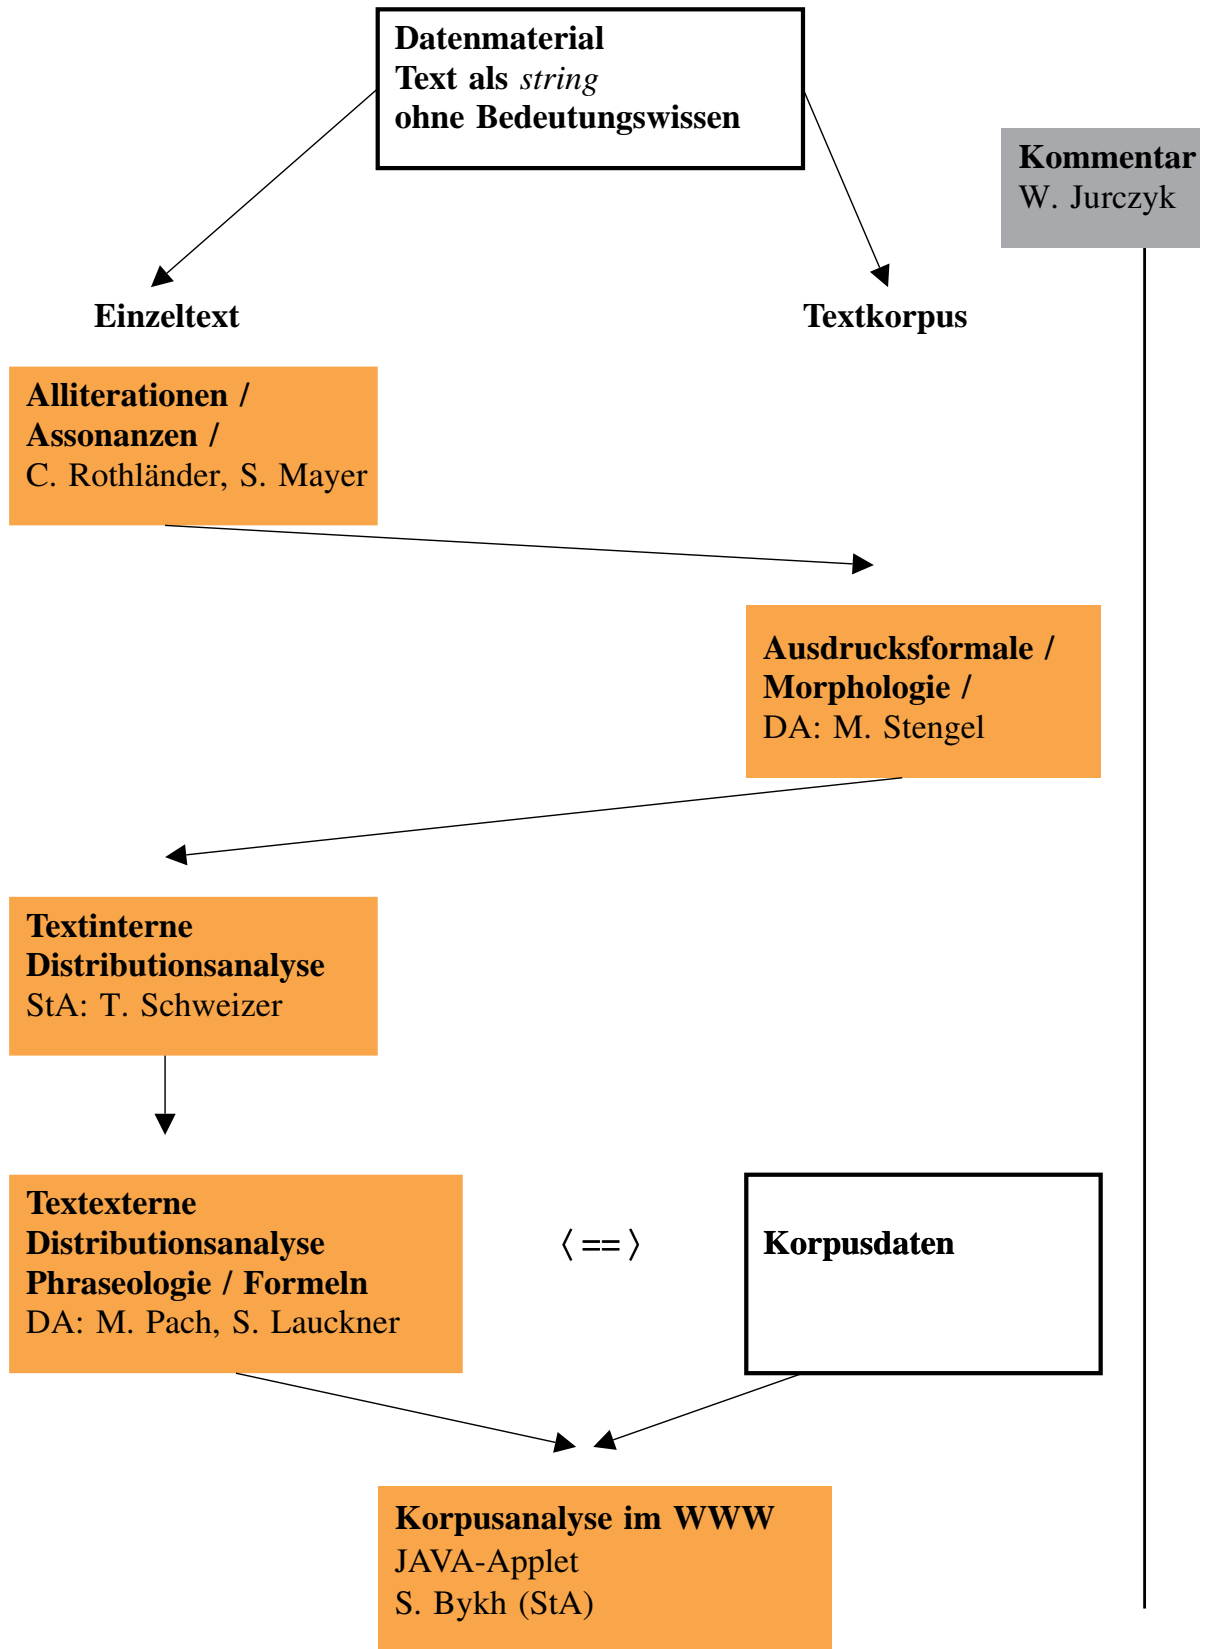 Datenmaterial
Text als string
ohne Bedeutungswissen
Kommentar
W. Jurczyk
Einzeltext
Textkorpus
Alliterationen /
Assonanzen /
C. Rothländer, S. Mayer
Ausdrucksformale /
Morphologie /
DA: M. Stengel
Textinterne
Distributionsanalyse
StA: T. Schweizer
Textexterne
Distributionsanalyse
Phraseologie / Formeln
DA: M. Pach, S. Lauckner
⟨ == ⟩
Korpusdaten
Korpusanalyse im WWW
JAVA-Applet
S. Bykh (StA)